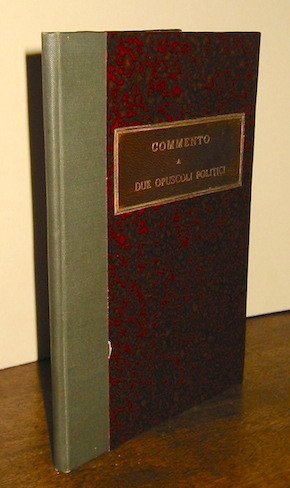 COMMENTO
A
DUE OPUSCOLI POLITICI